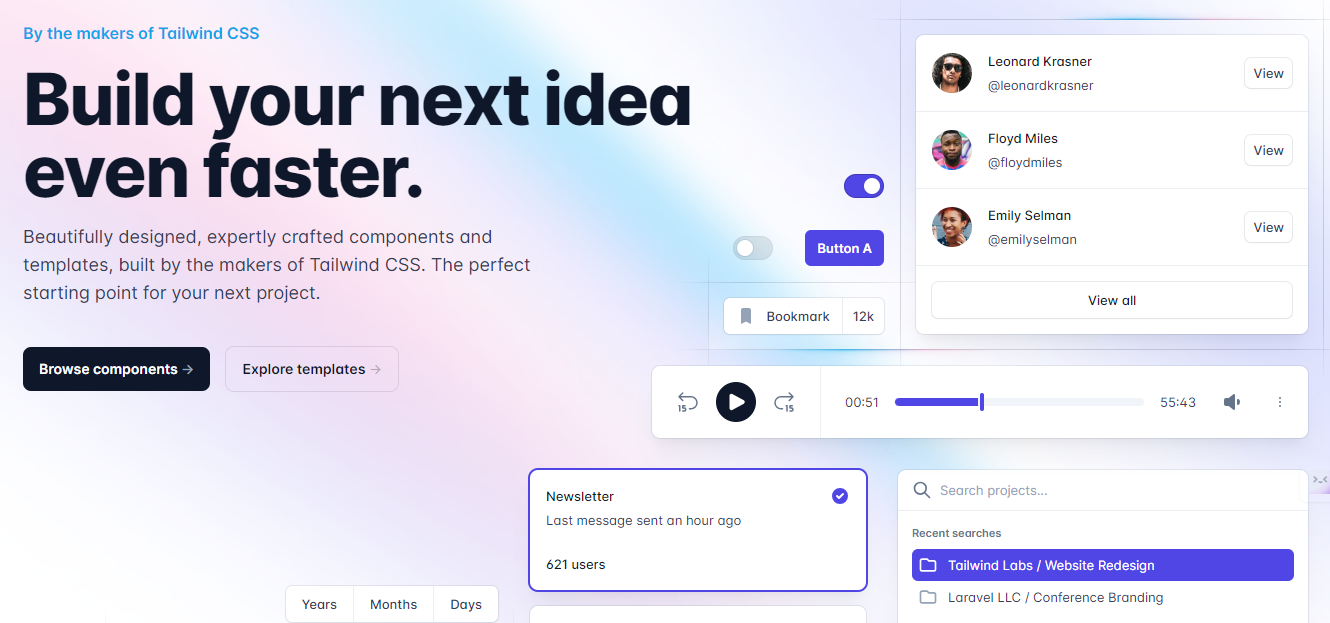 By the makers of Tailwind CSS
Build your next idea
even faster.
Beautifully designed, expertly crafted components and
templates, built by the makers of Tailwind CSS. The perfect
starting point for your next project.
Browse components →
Explore templates →
Leonard Krasner
@leonardkrasner
View
Floyd Miles
@floydmiles
View
Emily Selman
@emilyselman
View
View all
Button A
Bookmark
12k
15
15
00:51
55:43
Newsletter
Last message sent an hour ago
621 users
Search projects...
Recent searches
Tailwind Labs / Website Redesign
Laravel LLC / Conference Branding
Years
Months
Days